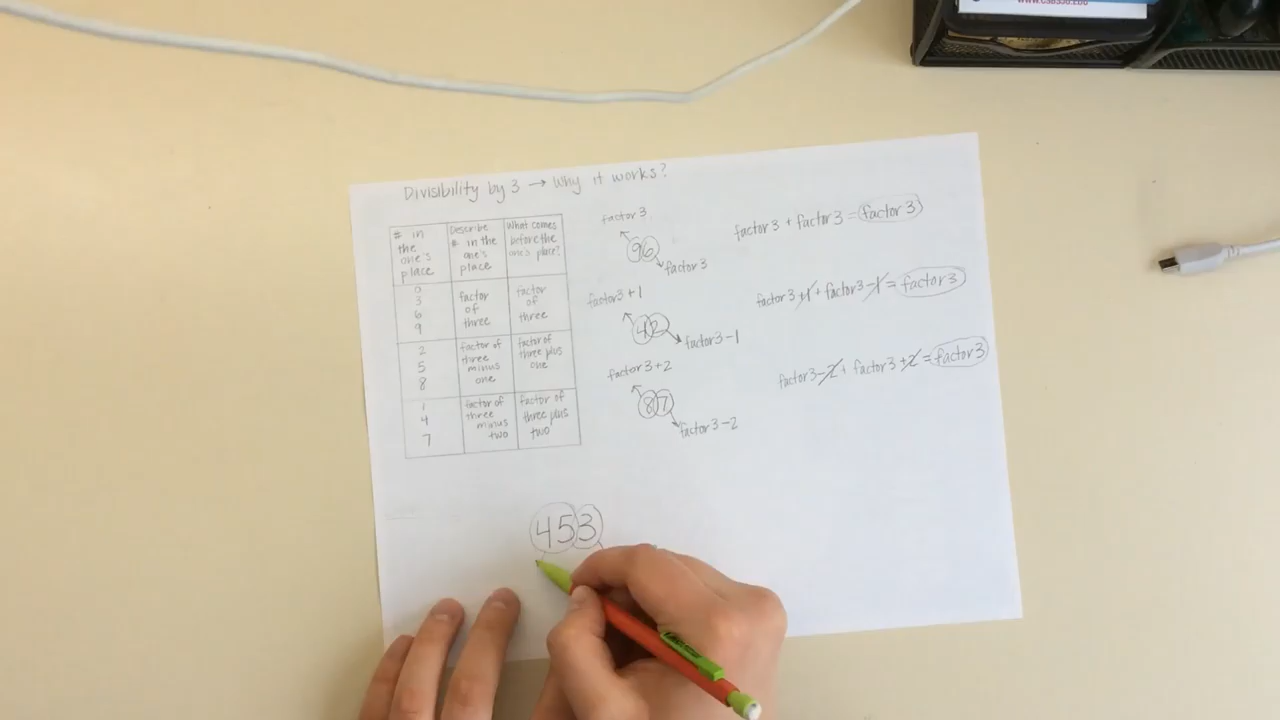 WWW.CSBSJU.EDU
Divisibility by 3 → Why it works?
# in
the
one's
place
Describe
# in the
one's
place
What comes
before the
one's place?
0
3
6
9
factor
of
three
factor
of
three
2
5
8
factor of
three
minus
one
factor of
three plus
one
1
4
7
factor of
three
minus
two
factor of
three plus
two
factor 3
96
factor 3
factor 3 + 1
42
factor 3 - 1
factor 3 + 2
87
factor 3 - 2
factor 3 + factor 3 = factor 3
factor 3 +1 + factor 3 -1 = factor 3
factor 3 -2 + factor 3 +2 = factor 3
453